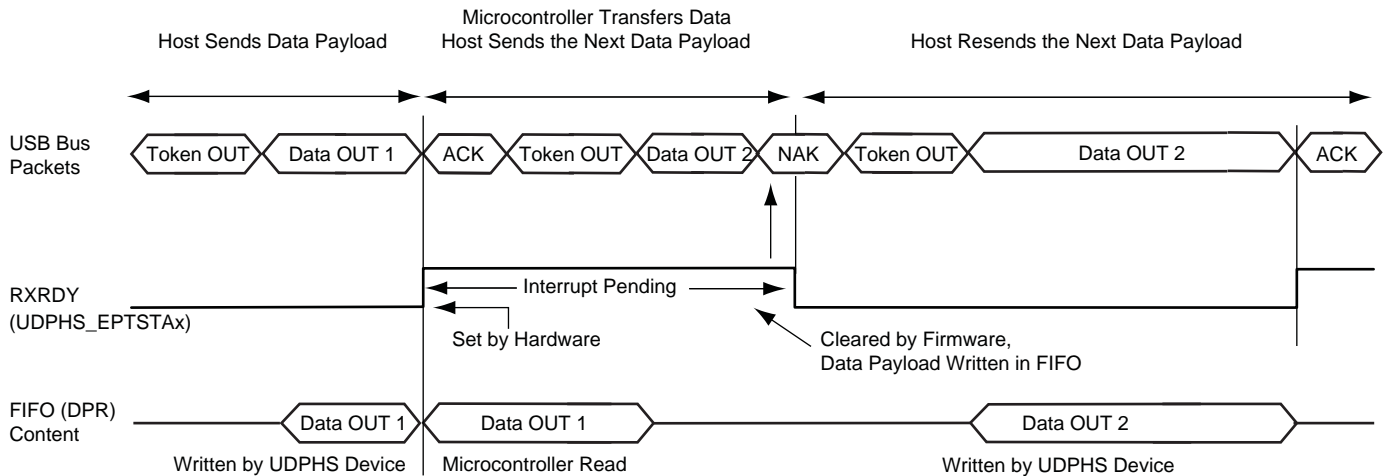 Host Sends Data Payload
Microcontroller Transfers Data
Host Sends the Next Data Payload
Host Resends the Next Data Payload
USB Bus
Packets
Token OUT
Data OUT 1
ACK
Token OUT
Data OUT 2
NAK
Token OUT
Data OUT 2
ACK
RXRDY
(UDPHS_EPTSTAx)
Interrupt Pending
Set by Hardware
Cleared by Firmware,
Data Payload Written in FIFO
FIFO (DPR)
Content
Data OUT 1
Data OUT 1
Data OUT 2
Written by UDPHS Device
Microcontroller Read
Written by UDPHS Device